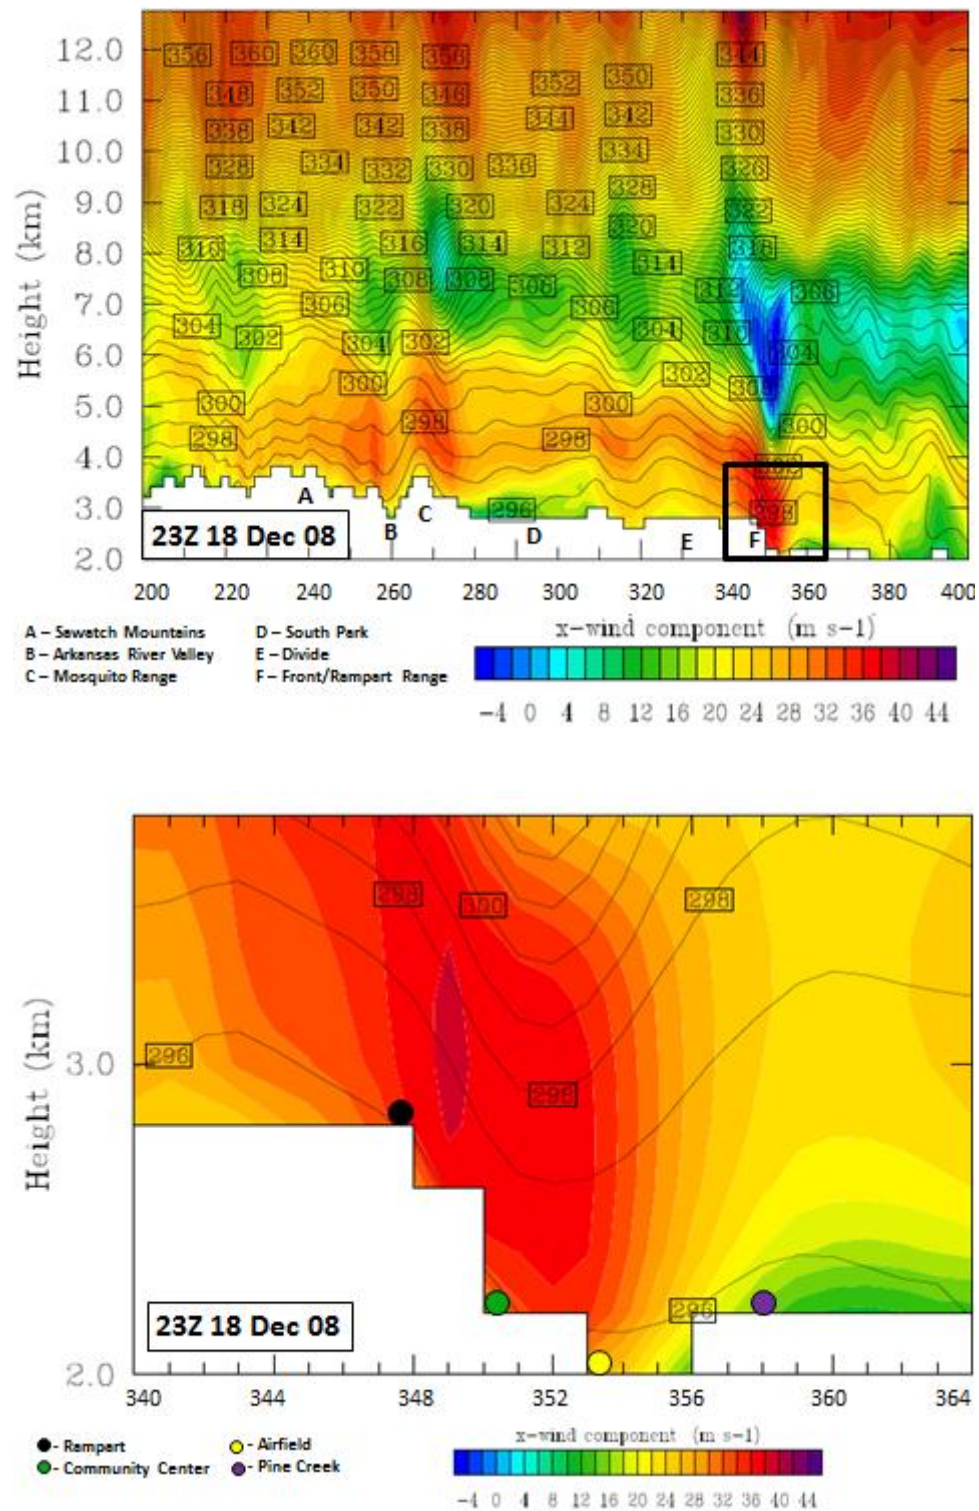 12.0 356 360 360 358 356 344
352 350
11.0 348 352 350 346 336
338 342 342 338 344 342 330
10.0 328 334 332 330 336 334 326
328
9.0 318 324 322 320 324 322
320
8.0 310 314 316 314 312 318
308 310 308 308 306 314 312 306
7.0 306 306
304 302 304 302 304 310
6.0 304
300 302
5.0 300 298 300 300
4.0 298 298
3.0 A C 296 298
B D E F
2.0 23Z 18 Dec 08
Height (km)
200 220 240 260 280 300 320 340 360 380 400
A – Sawatch Mountains
B – Arkansas River Valley
C – Mosquito Range
D – South Park
E – Divide
F – Front/Rampart Range
x-wind component (m s-1)
-4 0 4 8 12 16 20 24 28 32 36 40 44
298 300 298
3.0 296
298
296
2.0 23Z 18 Dec 08
Height (km)
340 344 348 352 356 360 364
- Rampart
- Community Center
- Airfield
- Pine Creek
x-wind component (m s-1)
-4 0 4 8 12 16 20 24 28 32 36 40 44